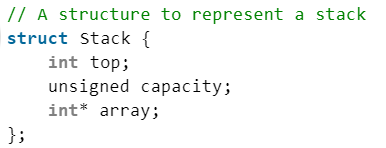 // A structure to represent a stack
struct Stack {
    int top;
    unsigned capacity;
    int* array;
};